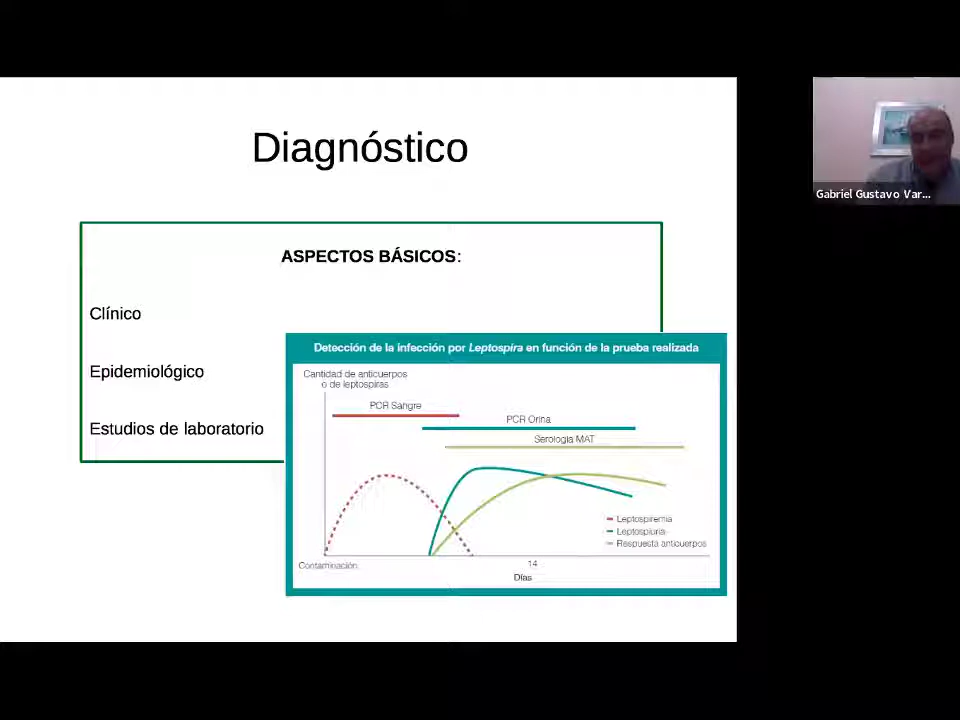 Diagnóstico
Gabriel Gustavo Var...
ASPECTOS BÁSICOS:
Clínico
Epidemiológico
Estudios de laboratorio
Detección de la infección por Leptospira en función de la prueba realizada
Cantidad de anticuerpos
o de leptospiras
PCR Sangre
PCR Orina
Serologia MAT
Leptospiremia
Leptospiuria
Respuesta anticuerpos
Contaminación
14
Días